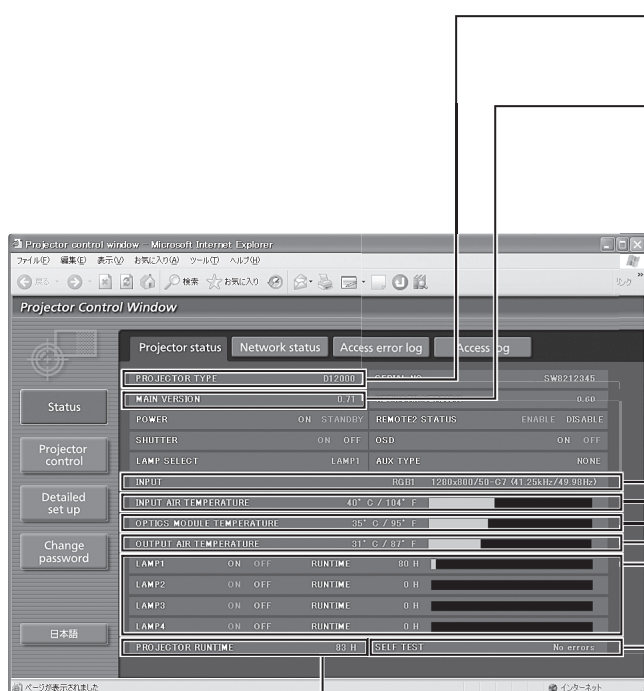 Projector control window - Microsoft Internet Explorer
ファイル(F) 編集(E) 表示(V) お気に入り(A) ツール(T) ヘルプ(H)
戻る 検索 お気に入り リンク »
Projector Control Window
Projector status Network status Access error log Access log
PROJECTOR TYPE D12000 SERIAL NO. SW8212345
MAIN VERSION 0.71 0.60
Status
POWER ON STANDBY REMOTE2 STATUS ENABLE DISABLE
SHUTTER ON OFF OSD ON OFF
Projector control
LAMP SELECT LAMP1 AUX TYPE NONE
INPUT RGB1 1280x800/50-G7 (41.25kHz/49.98Hz)
Detailed set up
INPUT AIR TEMPERATURE 40° C / 104° F
OPTICS MODULE TEMPERATURE 35° C / 95° F
Change password
OUTPUT AIR TEMPERATURE 31° C / 87° F
LAMP1 ON OFF RUNTIME 80 H
LAMP2 ON OFF RUNTIME 0 H
LAMP3 ON OFF RUNTIME 0 H
日本語
LAMP4 ON OFF RUNTIME 0 H
PROJECTOR RUNTIME 83 H SELF TEST No errors
ページが表示されました インターネット